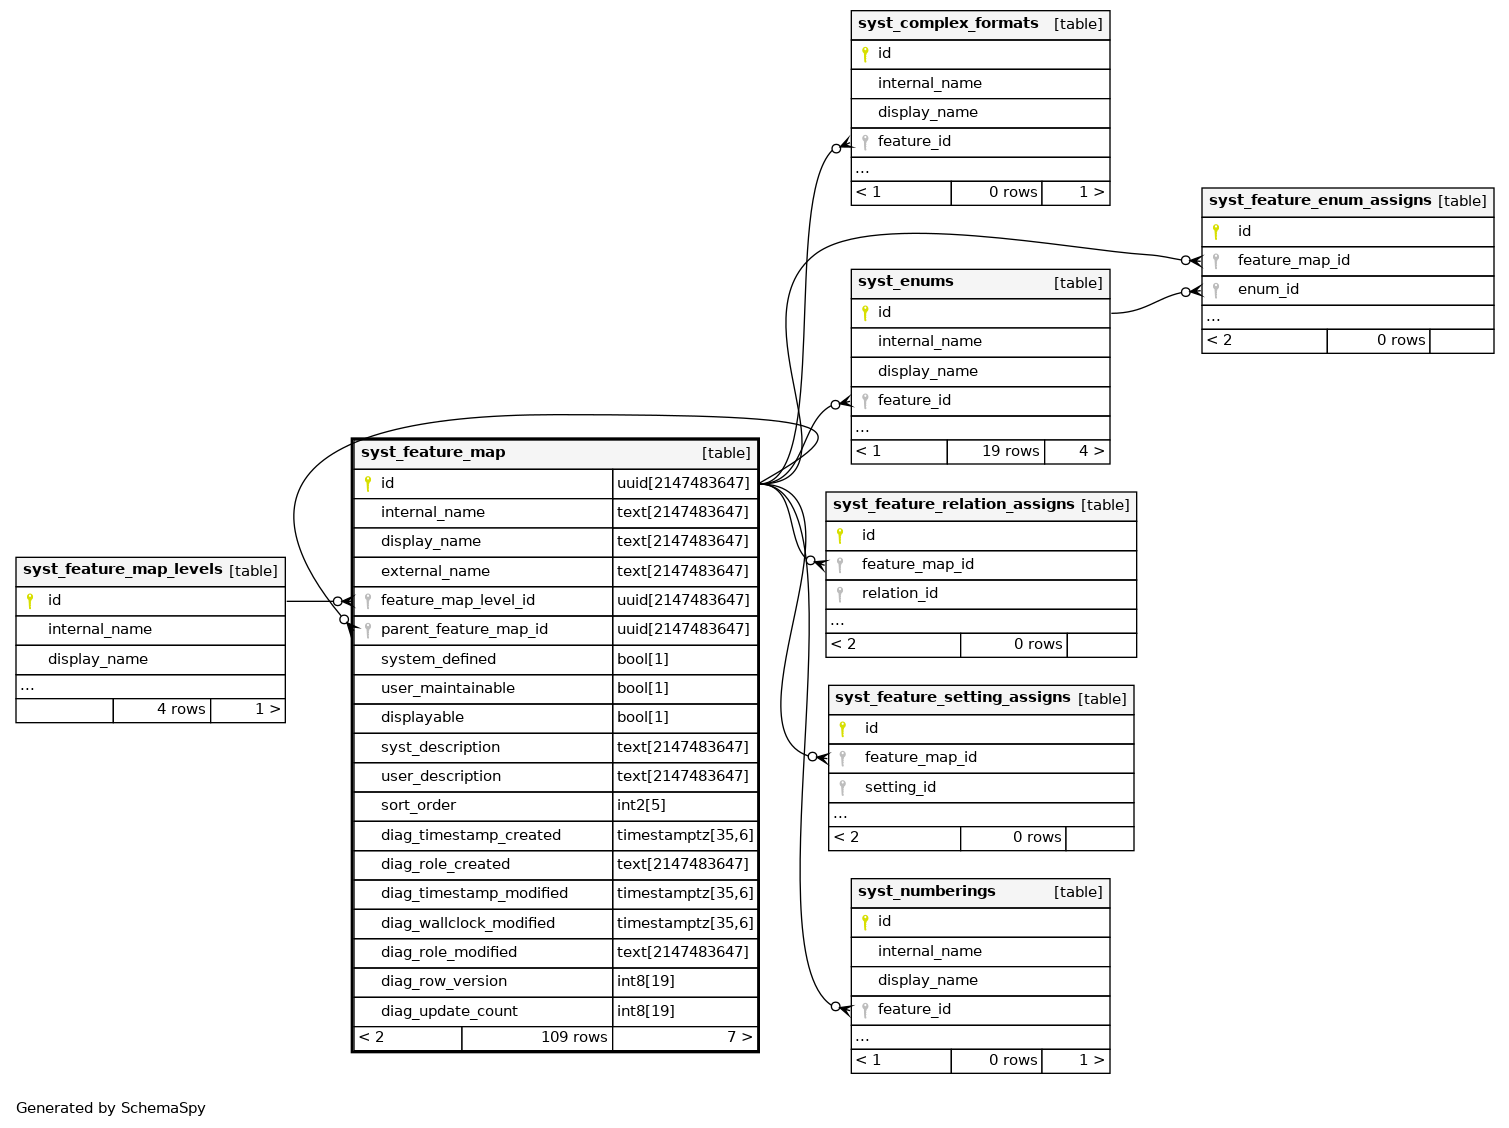 syst_complex_formats [table]
id
internal_name
display_name
feature_id
...
< 1 0 rows 1 >
syst_feature_enum_assigns [table]
id
feature_map_id
enum_id
...
< 2 0 rows
syst_enums [table]
id
internal_name
display_name
feature_id
...
< 1 19 rows 4 >
syst_feature_map [table]
id uuid[2147483647]
internal_name text[2147483647]
display_name text[2147483647]
external_name text[2147483647]
feature_map_level_id uuid[2147483647]
parent_feature_map_id uuid[2147483647]
system_defined bool[1]
user_maintainable bool[1]
displayable bool[1]
syst_description text[2147483647]
user_description text[2147483647]
sort_order int2[5]
diag_timestamp_created timestamptz[35,6]
diag_role_created text[2147483647]
diag_timestamp_modified timestamptz[35,6]
diag_wallclock_modified timestamptz[35,6]
diag_role_modified text[2147483647]
diag_row_version int8[19]
diag_update_count int8[19]
< 2 109 rows 7 >
syst_feature_relation_assigns [table]
id
feature_map_id
relation_id
...
< 2 0 rows
syst_feature_map_levels [table]
id
internal_name
display_name
...
4 rows 1 >
syst_feature_setting_assigns [table]
id
feature_map_id
setting_id
...
< 2 0 rows
syst_numberings [table]
id
internal_name
display_name
feature_id
...
< 1 0 rows 1 >
Generated by SchemaSpy